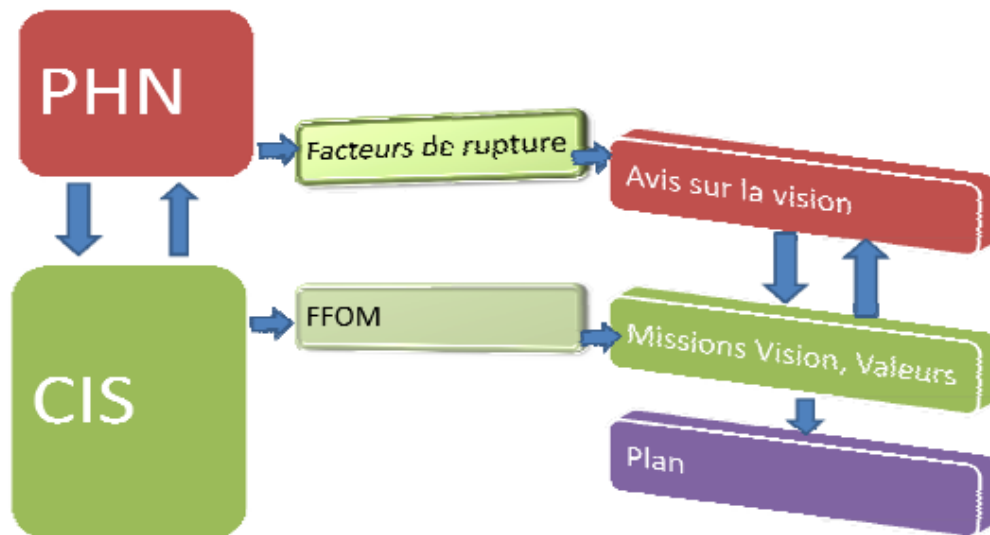 PHN
Facteurs de rupture
Avis sur la vision
FFOM
Missions Vision, Valeurs
CIS
Plan